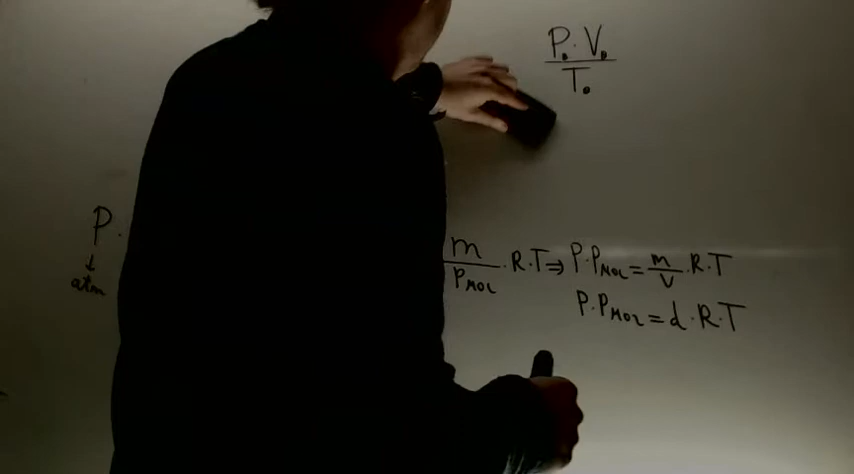 P₀ · V₀ / T₀
P ·
↓
atm
m / P_MOL · R·T ⇒ P·P_MOL = m/V · R·T
P·P_MOL = d·R·T